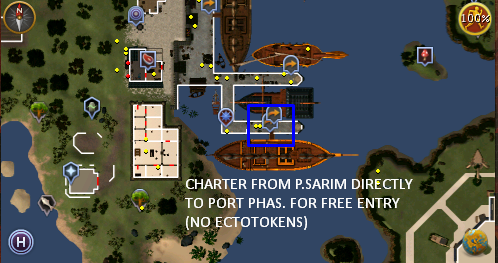 100%
CHARTER FROM P.SARIM DIRECTLY
TO PORT PHAS. FOR FREE ENTRY
(NO ECTOTOKENS)
H